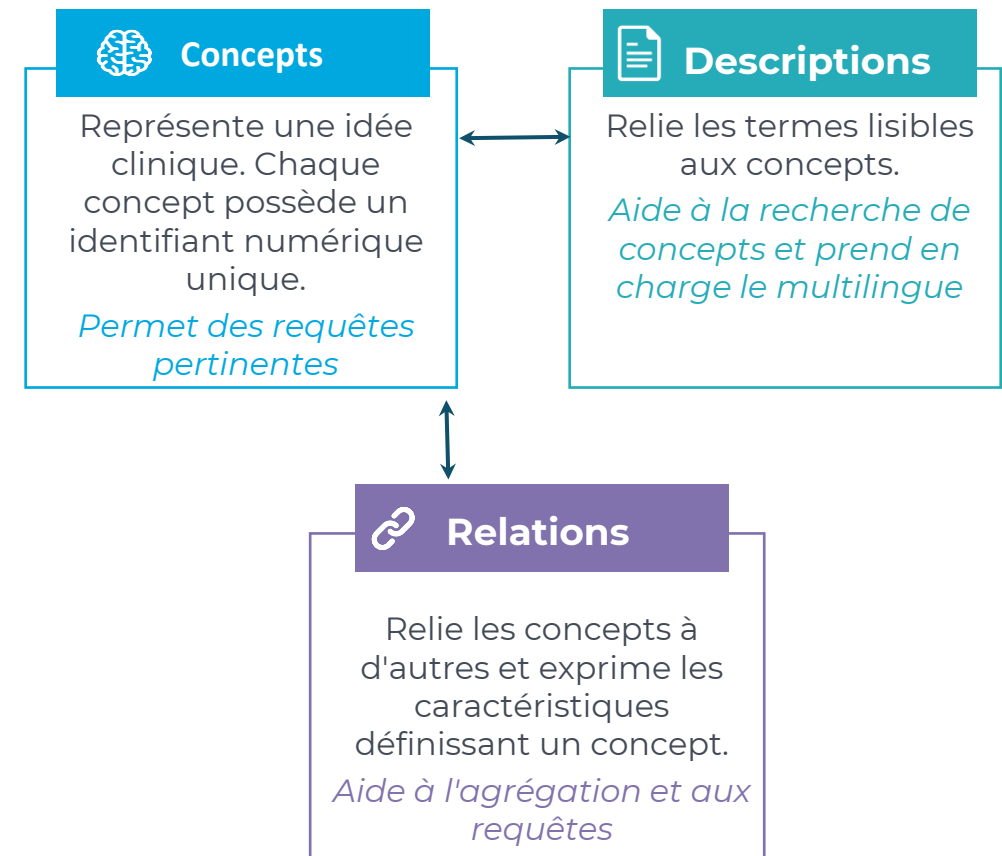 Concepts
Représente une idée
clinique. Chaque
concept possède un
identifiant numérique
unique.
Permet des requêtes
pertinentes
Descriptions
Relie les termes lisibles
aux concepts.
Aide à la recherche de
concepts et prend en
charge le multilingue
Relations
Relie les concepts à
d'autres et exprime les
caractéristiques
définissant un concept.
Aide à l'agrégation et aux
requêtes